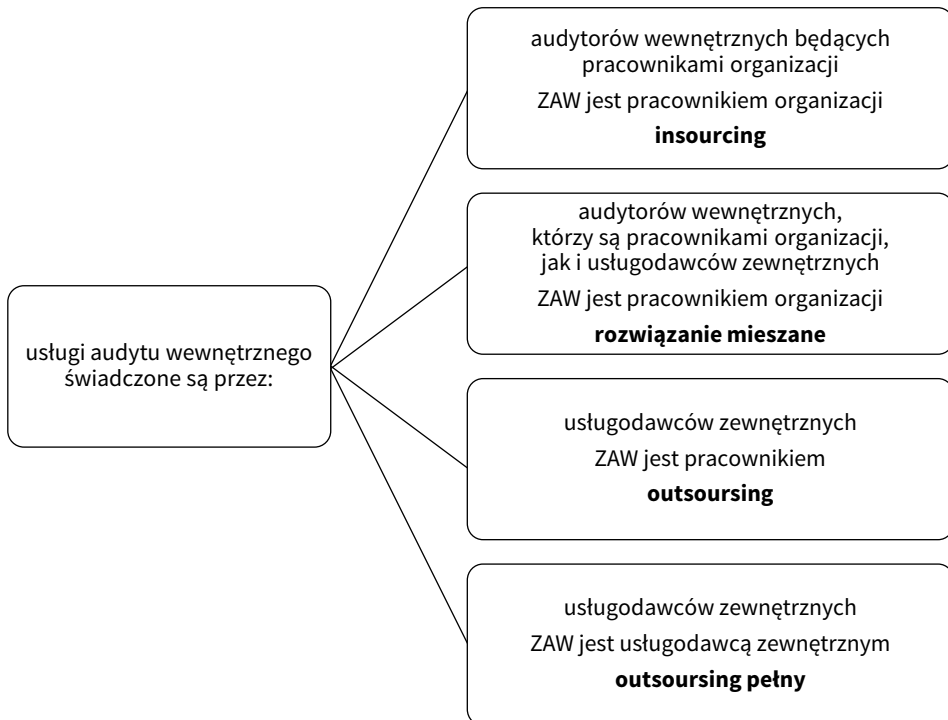 usługi audytu wewnętrznego
świadczone są przez:
audytorów wewnętrznych będących
pracownikami organizacji
ZAW jest pracownikiem organizacji
insourcing
audytorów wewnętrznych,
którzy są pracownikami organizacji,
jak i usługodawców zewnętrznych
ZAW jest pracownikiem organizacji
rozwiązanie mieszane
usługodawców zewnętrznych
ZAW jest pracownikiem
outsoursing
usługodawców zewnętrznych
ZAW jest usługodawcą zewnętrznym
outsoursing pełny